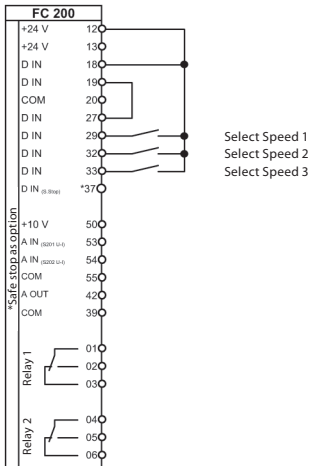 FC 200
+24 V 12
+24 V 13
D IN 18
D IN 19
COM 20
D IN 27
D IN 29 Select Speed 1
D IN 32 Select Speed 2
D IN 33 Select Speed 3
D IN (S.Stop) *37
+10 V 50
A IN (S201 U-I) 53
A IN (S202 U-I) 54
COM 55
A OUT 42
COM 39
*Safe stop as option
Relay 1
01
02
03
Relay 2
04
05
06